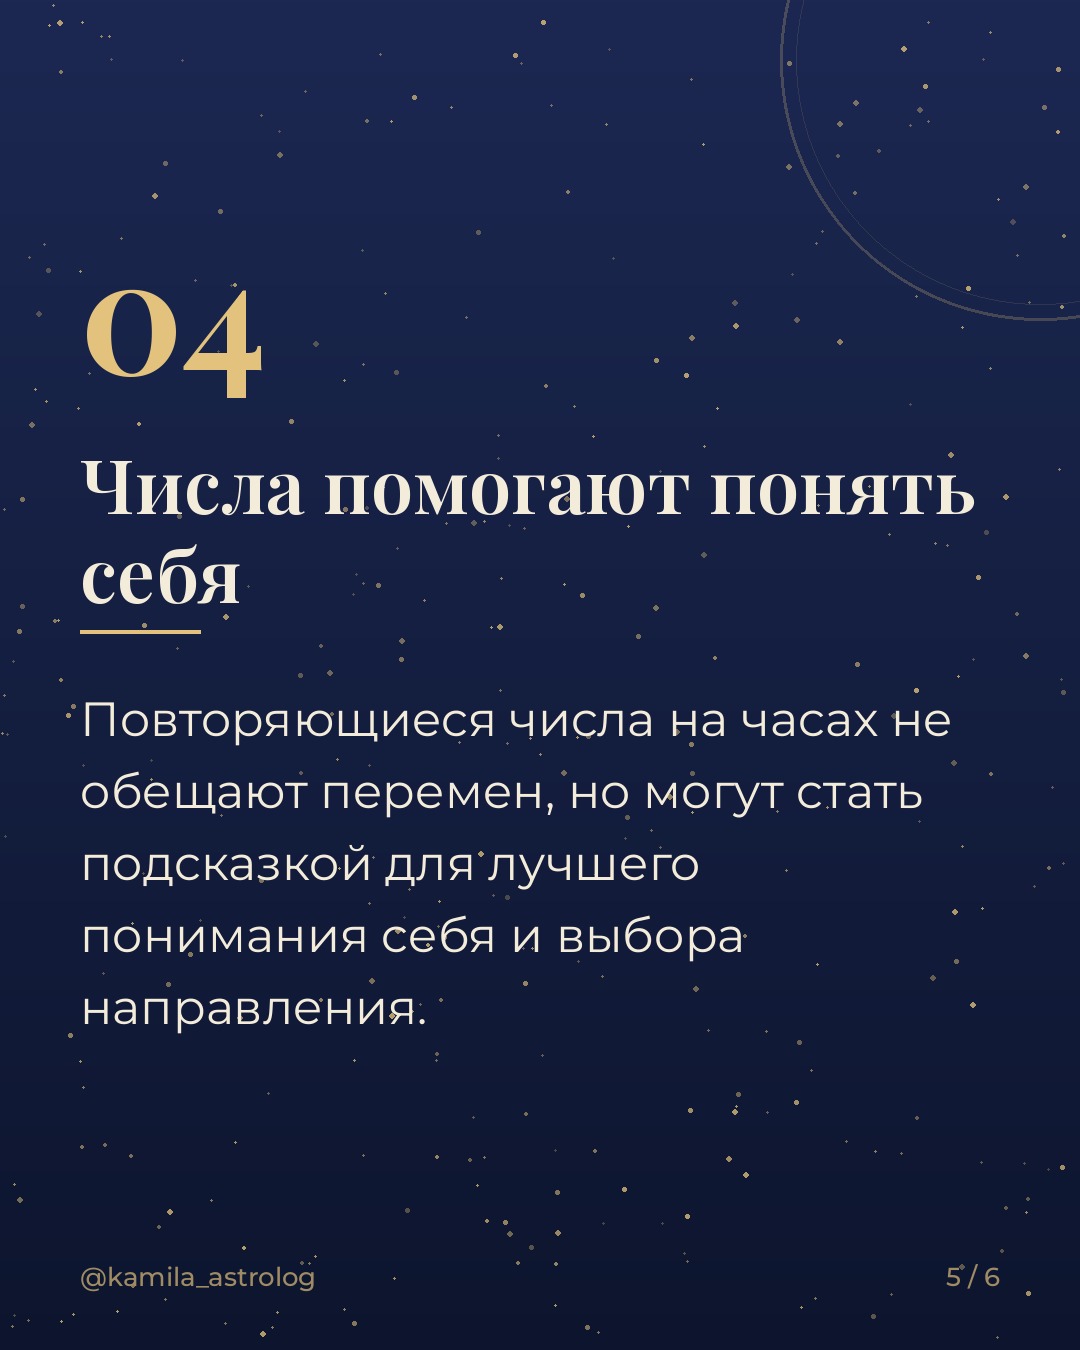 04
Числа помогают понять
себя
Повторяющиеся числа на часах не
обещают перемен, но могут стать
подсказкой для лучшего
понимания себя и выбора
направления.
@kamila_astrolog
5 / 6